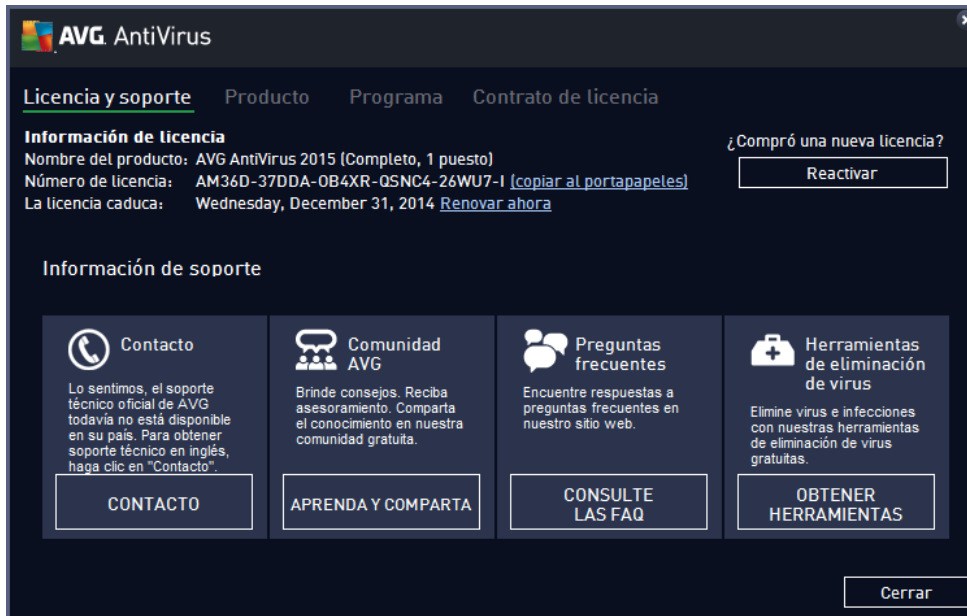 AVG AntiVirus
Licencia y soporte Producto Programa Contrato de licencia
Información de licencia
Nombre del producto: AVG AntiVirus 2015 (Completo, 1 puesto)
Número de licencia: AM36D-37DDA-0B4XR-QSNC4-26WU7-I (copiar al portapapeles)
La licencia caduca: Wednesday, December 31, 2014 Renovar ahora
¿Compró una nueva licencia?
Reactivar
Información de soporte
Contacto
Lo sentimos, el soporte
técnico oficial de AVG
todavía no está disponible
en su país. Para obtener
soporte técnico en inglés,
haga clic en "Contacto".
CONTACTO
Comunidad
AVG
Brinde consejos. Reciba
asesoramiento. Comparta
el conocimiento en nuestra
comunidad gratuita.
APRENDA Y COMPARTA
Preguntas
frecuentes
Encuentre respuestas a
preguntas frecuentes en
nuestro sitio web.
CONSULTE
LAS FAQ
Herramientas
de eliminación
de virus
Elimine virus e infecciones
con nuestras herramientas
de eliminación de virus
gratuitas.
OBTENER
HERRAMIENTAS
Cerrar